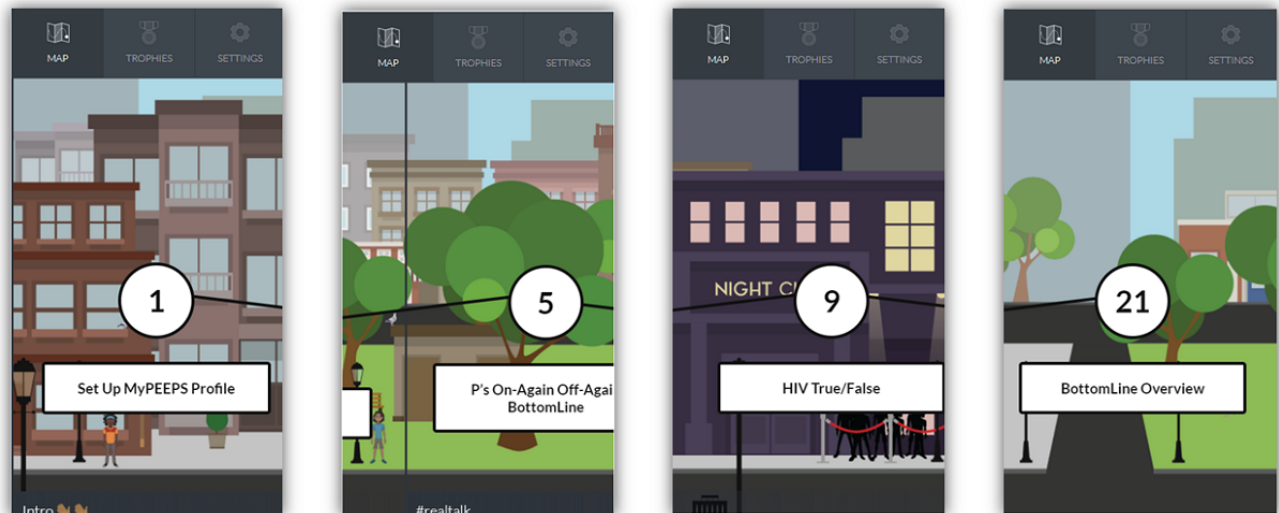 MAP TROPHIES SETTINGS
1
Set Up MyPEEPS Profile
Intro
MAP TROPHIES SETTINGS
5
P's On-Again Off-Agai
BottomLine
#realtalk
MAP TROPHIES SETTINGS
NIGHT C
9
HIV True/False
MAP TROPHIES SETTINGS
21
BottomLine Overview